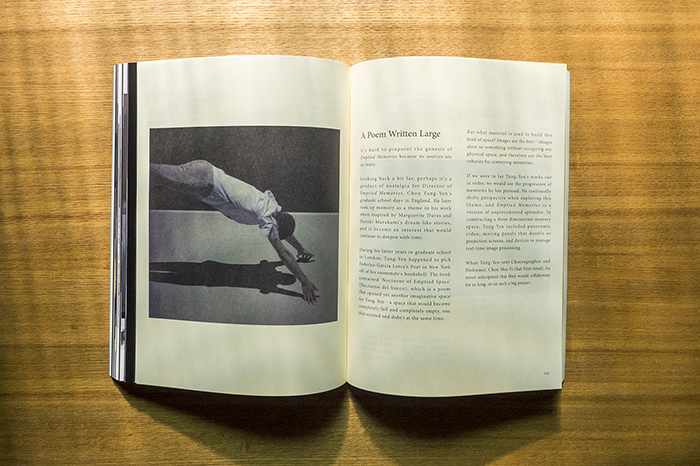 A Poem Written Large
It's hard to pinpoint the genesis of
Emptied Memories because its sources are
so many.
Looking back a bit far, perhaps it's a
product of nostalgia for Director of
Emptied Memories, Chou Tung-Yen's
graduate school days in England. He later
took up memory as a theme in his work
when inspired by Marguerite Duras and
Haruki Murakami's dream-like stories,
and it became an interest that would
continue to deepen with time.
During his latter years in graduate school
in London, Tung-Yen happened to pick
Federico García Lorca's Poet in New York
off of his roommate's bookshelf. The book
contained 'Nocturne of Emptied Space'
(Nocturno del hueco), which is a poem
that opened yet another imaginative space
for Tung-Yen—a space that would become
completely full and completely empty, one
that existed and didn't at the same time.
But what material is used to build this
kind of space? Images are the best—images
show us something without occupying any
physical space, and therefore are the best
vehicles for conveying memories.
If we were to lay Tung-Yen's works out
in order, we would see the progression of
memories he has pursued. He continually
shifts perspective when exploring this
theme, and Emptied Memories is a
version of unprecedented splendor. In
constructing a three dimensional memory
space, Tung-Yen included panoramic
video, moving panels that double as
projection screens, and devices to manage
real-time image processing.
When Tung-Yen sent Choreographer and
Performer, Chou Shu-Yi that first email, he
never anticipated that they would collaborate
for so long, or on such a big project.